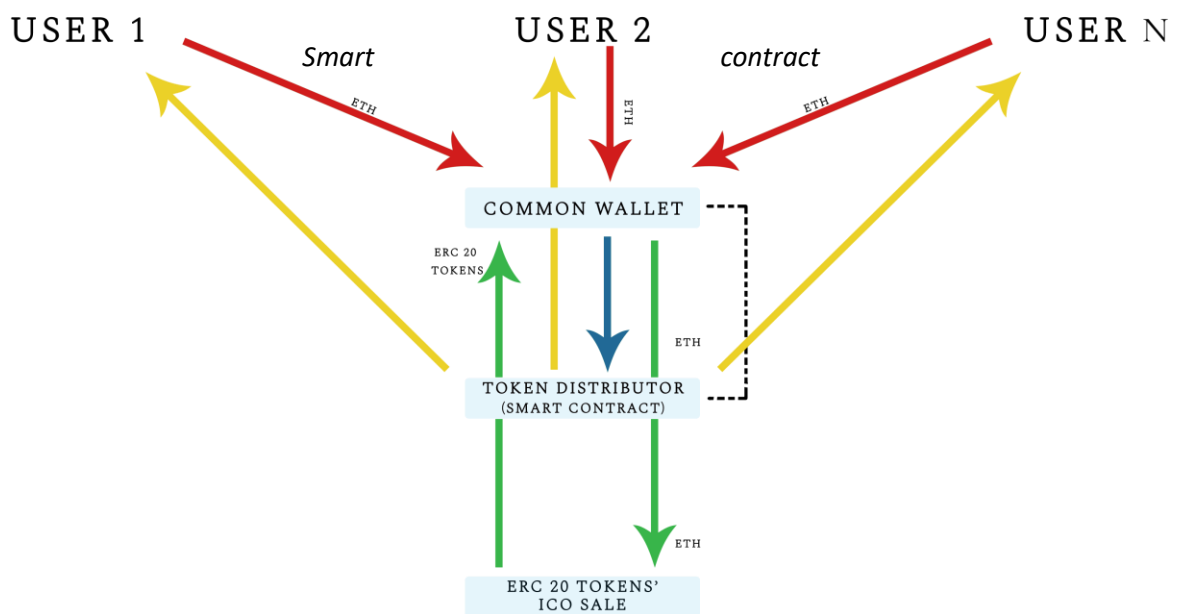 USER 1
USER 2
USER N
Smart
contract
ETH
ETH
ETH
COMMON WALLET
ERC 20
TOKENS
ETH
TOKEN DISTRIBUTOR
(SMART CONTRACT)
ETH
ERC 20 TOKENS’
ICO SALE